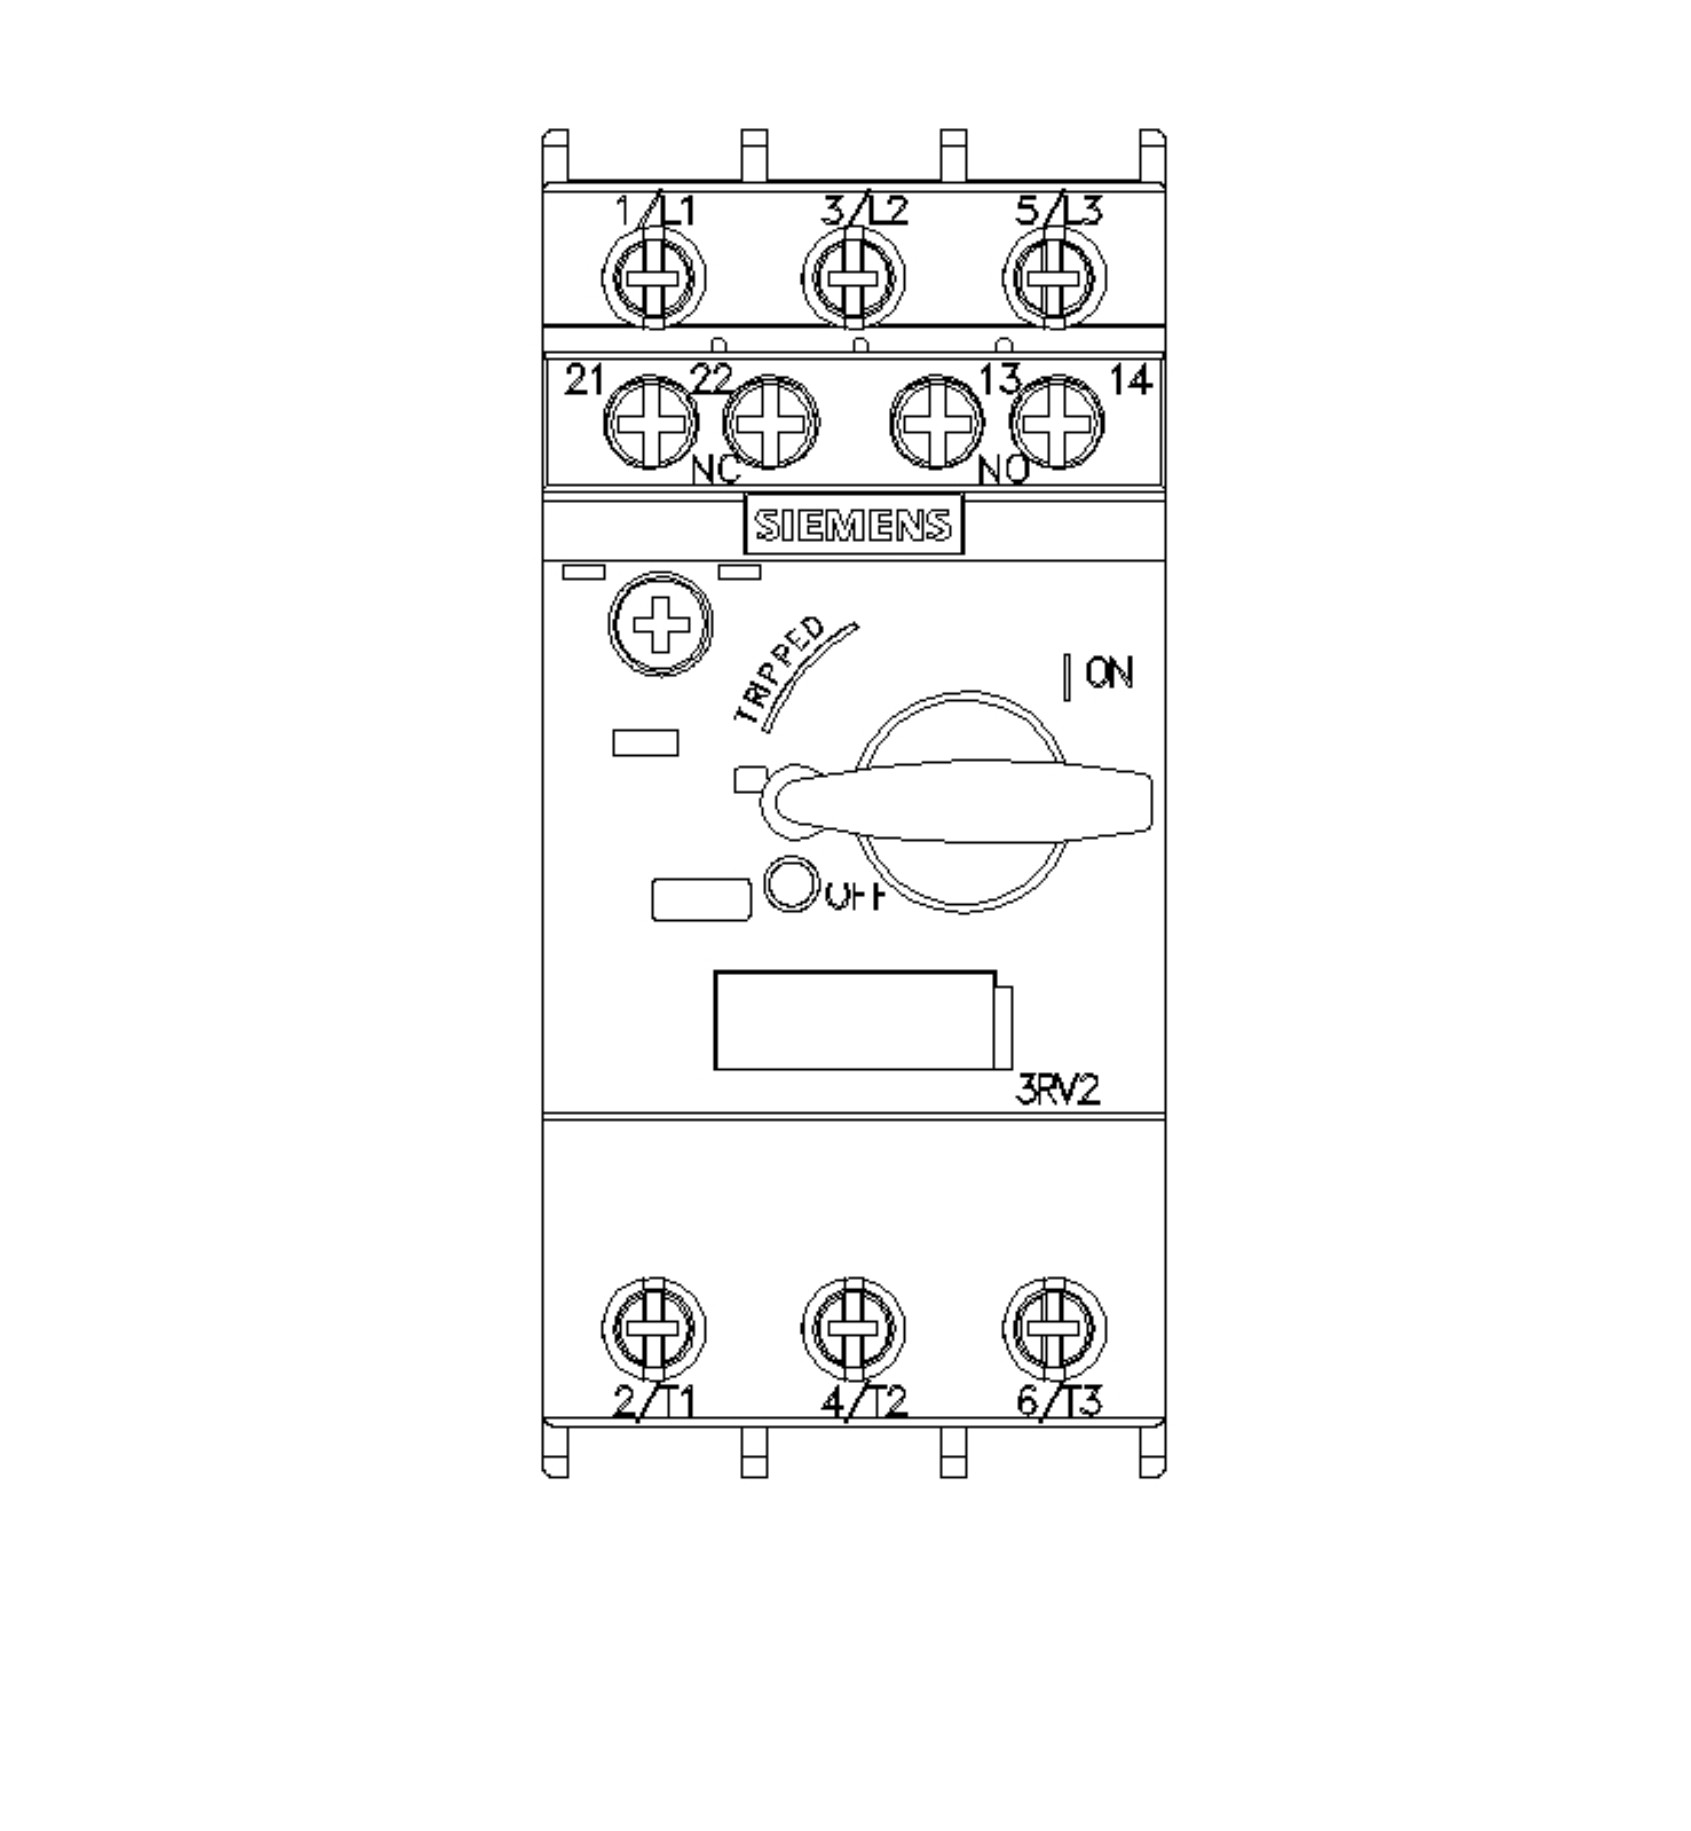 1/L1 3/L2 5/L3
21 22 13 14
NC NO
SIEMENS
TRIPPED
ON
OFF
3RV2
2/T1 4/T2 6/T3